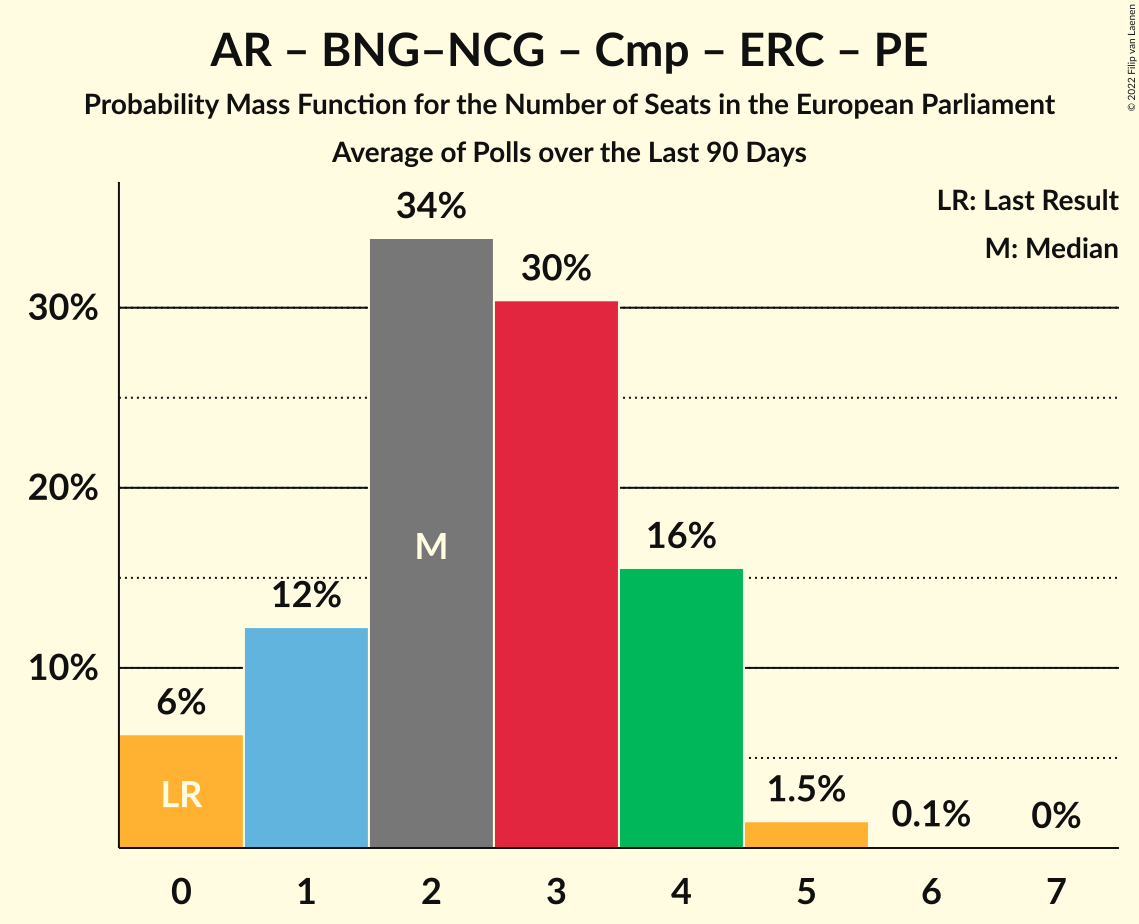 AR – BNG–NCG – Cmp – ERC – PE
Probability Mass Function for the Number of Seats in the European Parliament
Average of Polls over the Last 90 Days
© 2022 Filip van Laenen
LR: Last Result
M: Median
34%
30%
30%
20%
16%
M
12%
10%
6%
LR
1.5%
0.1%
0%
0 1 2 3 4 5 6 7